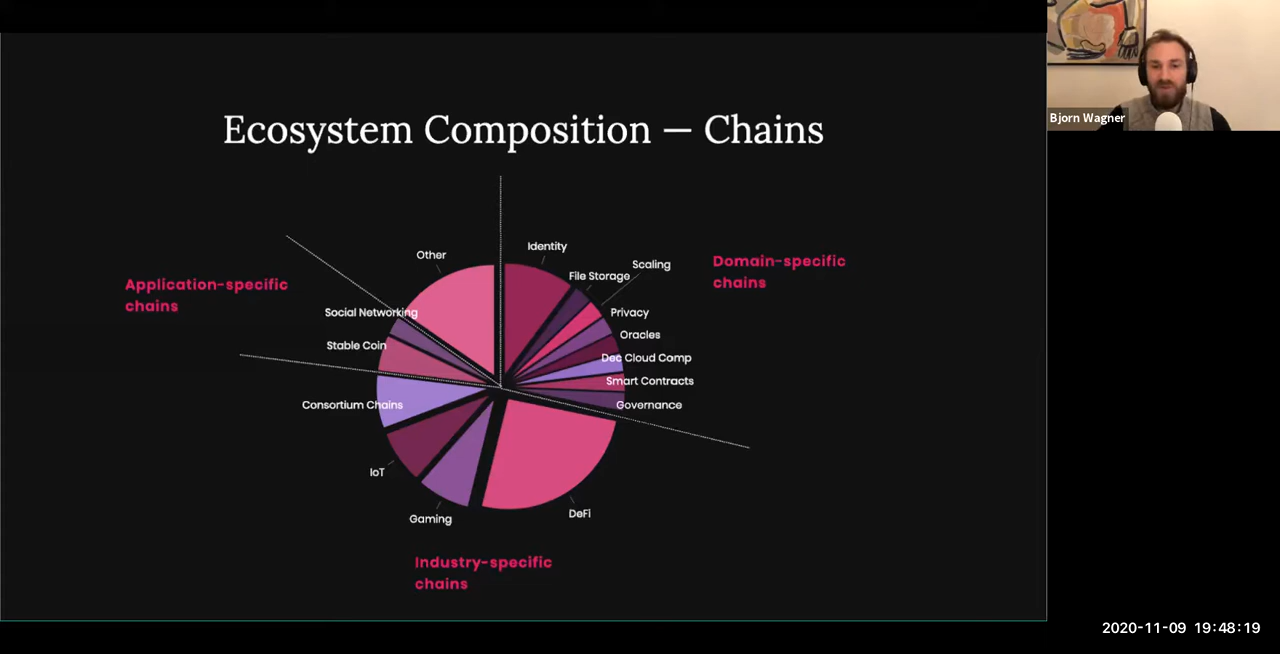 Bjorn Wagner
Ecosystem Composition — Chains
Identity
Other
Scaling
Domain-specific
chains
File Storage
Application-specific
chains
Social Networking
Privacy
Oracles
Stable Coin
Dec Cloud Comp
Smart Contracts
Consortium Chains
Governance
IoT
DeFi
Gaming
Industry-specific
chains
2020-11-09 19:48:19